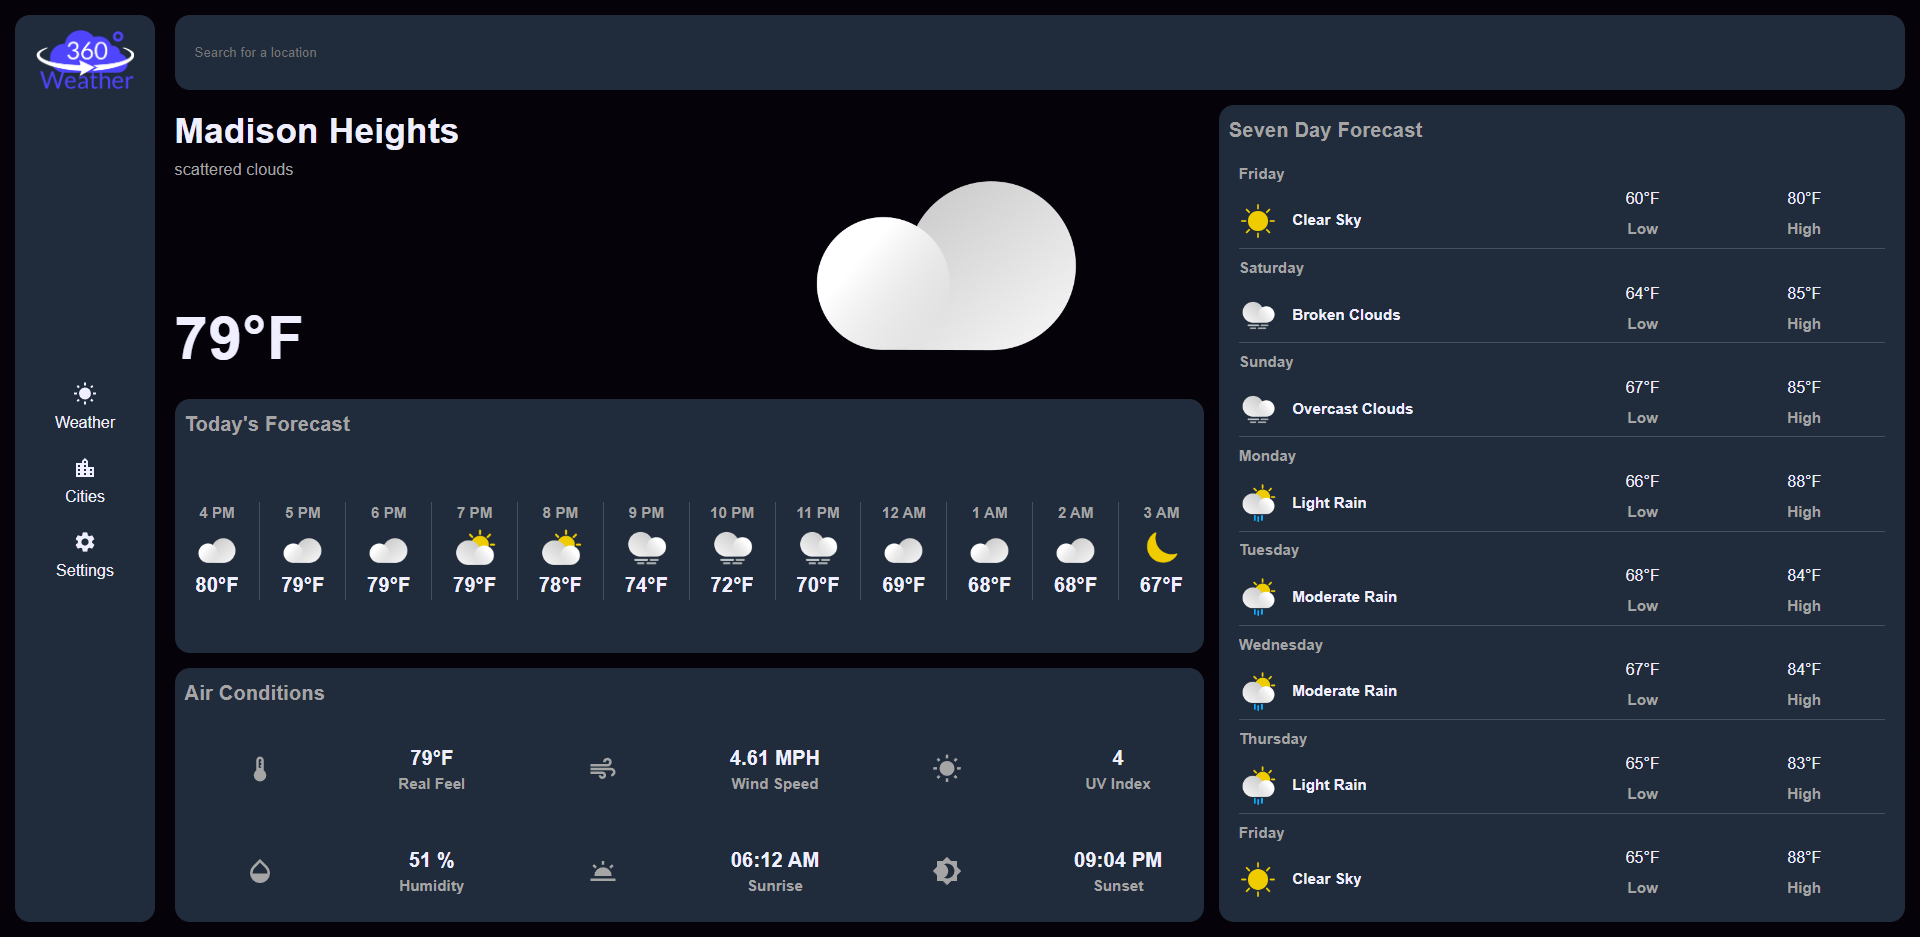 360
Weather
Search for a location
Weather
Cities
Settings
Madison Heights
scattered clouds
79°F
Today's Forecast
4 PM 5 PM 6 PM 7 PM 8 PM 9 PM 10 PM 11 PM 12 AM 1 AM 2 AM 3 AM
80°F 79°F 79°F 79°F 78°F 74°F 72°F 70°F 69°F 68°F 68°F 67°F
Air Conditions
79°F 4.61 MPH 4
Real Feel Wind Speed UV Index
51 % 06:12 AM 09:04 PM
Humidity Sunrise Sunset
Seven Day Forecast
Friday
60°F 80°F
Clear Sky
Low High
Saturday
64°F 85°F
Broken Clouds
Low High
Sunday
67°F 85°F
Overcast Clouds
Low High
Monday
66°F 88°F
Light Rain
Low High
Tuesday
68°F 84°F
Moderate Rain
Low High
Wednesday
67°F 84°F
Moderate Rain
Low High
Thursday
65°F 83°F
Light Rain
Low High
Friday
65°F 88°F
Clear Sky
Low High